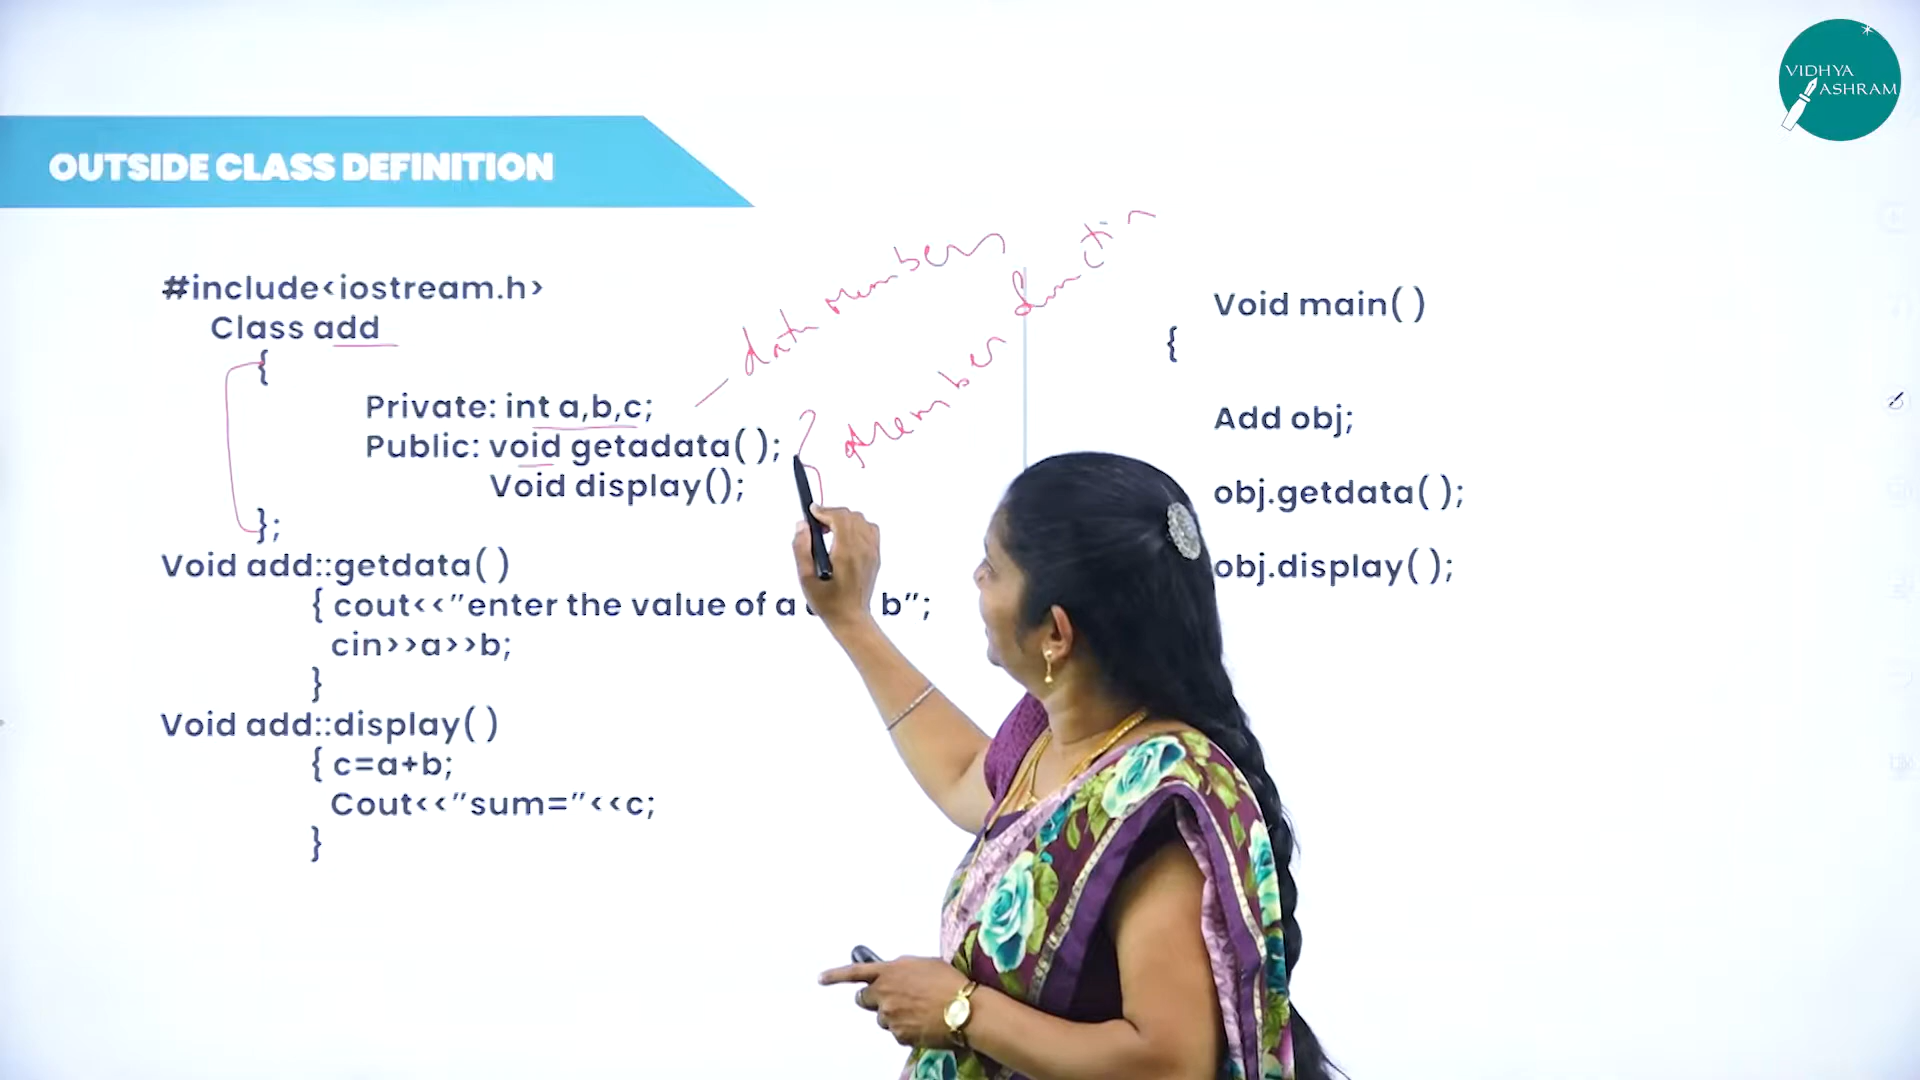 VIDHYA
ASHRAM
OUTSIDE CLASS DEFINITION
#include<iostream.h>
Class add
{
Private: int a,b,c;
Public: void getadata( );
Void display();
};
Void add::getdata( )
{ cout<<"enter the value of a b";
cin>>a>>b;
}
Void add::display( )
{ c=a+b;
Cout<<"sum="<<c;
}
data members
member function
Void main( )
{
Add obj;
obj.getdata( );
obj.display( );